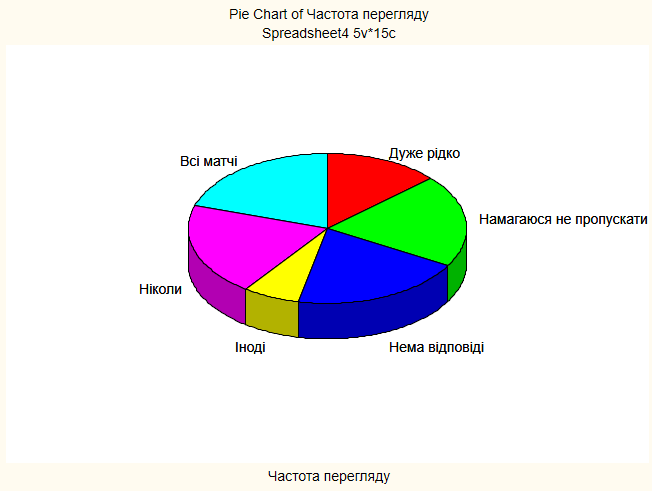 Pie Chart of Частота перегляду
Spreadsheet4 5v*15c
Дуже рідко
Всі матчі
Намагаюся не пропускати
Ніколи
Іноді
Нема відповіді
Частота перегляду